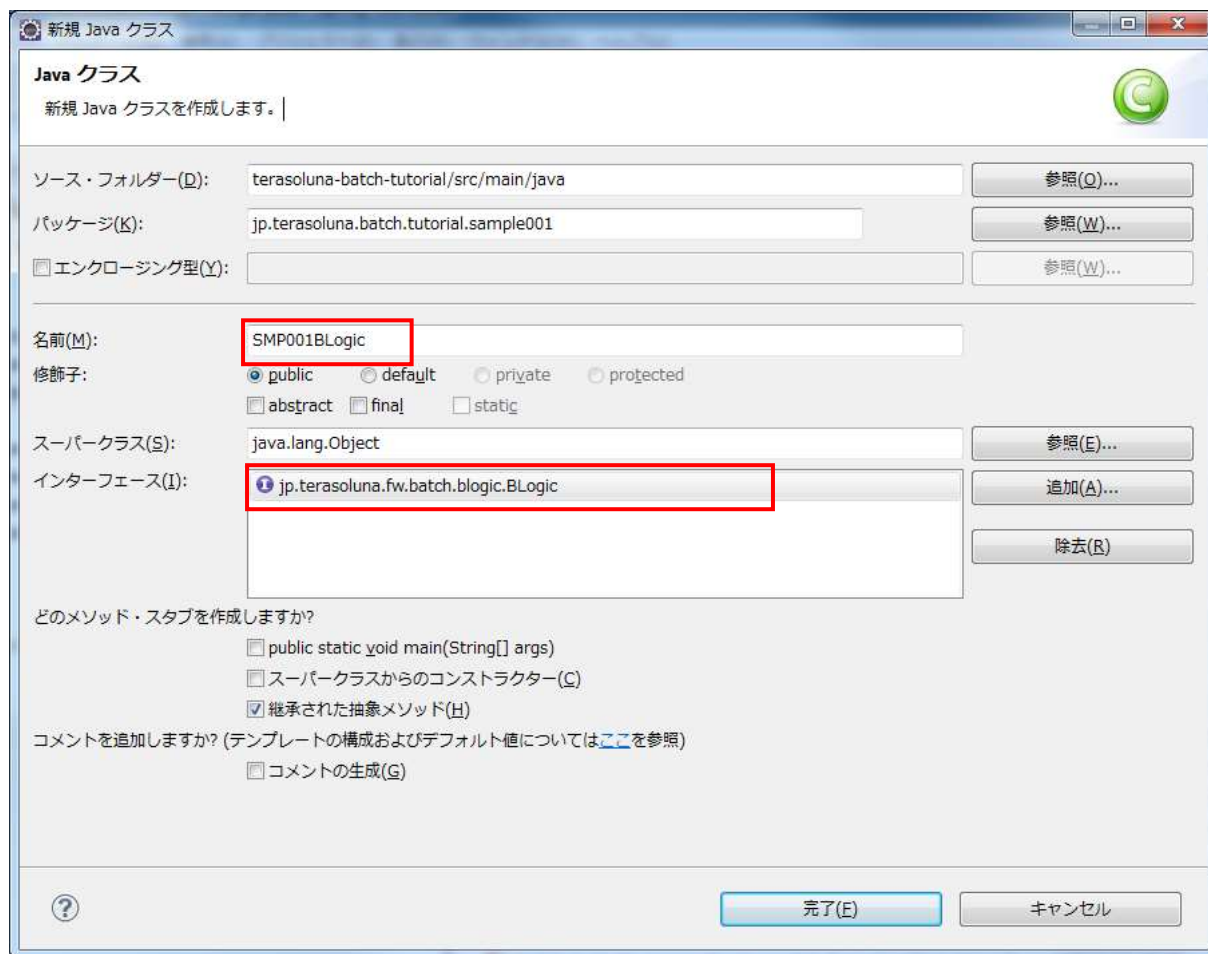 新規 Java クラス
Java クラス
新規 Java クラスを作成します。
ソース・フォルダー(D): terasoluna-batch-tutorial/src/main/java 参照(O)...
パッケージ(K): jp.terasoluna.batch.tutorial.sample001 参照(W)...
エンクロージング型(Y): 参照(W)...
名前(M): SMP001BLogic
修飾子: public default private protected
abstract final static
スーパークラス(S): java.lang.Object 参照(E)...
インターフェース(I): jp.terasoluna.fw.batch.blogic.BLogic 追加(A)...
除去(R)
どのメソッド・スタブを作成しますか?
public static void main(String[] args)
スーパークラスからのコンストラクター(C)
継承された抽象メソッド(H)
コメントを追加しますか? (テンプレートの構成およびデフォルト値についてはここを参照)
コメントの生成(G)
? 完了(F) キャンセル